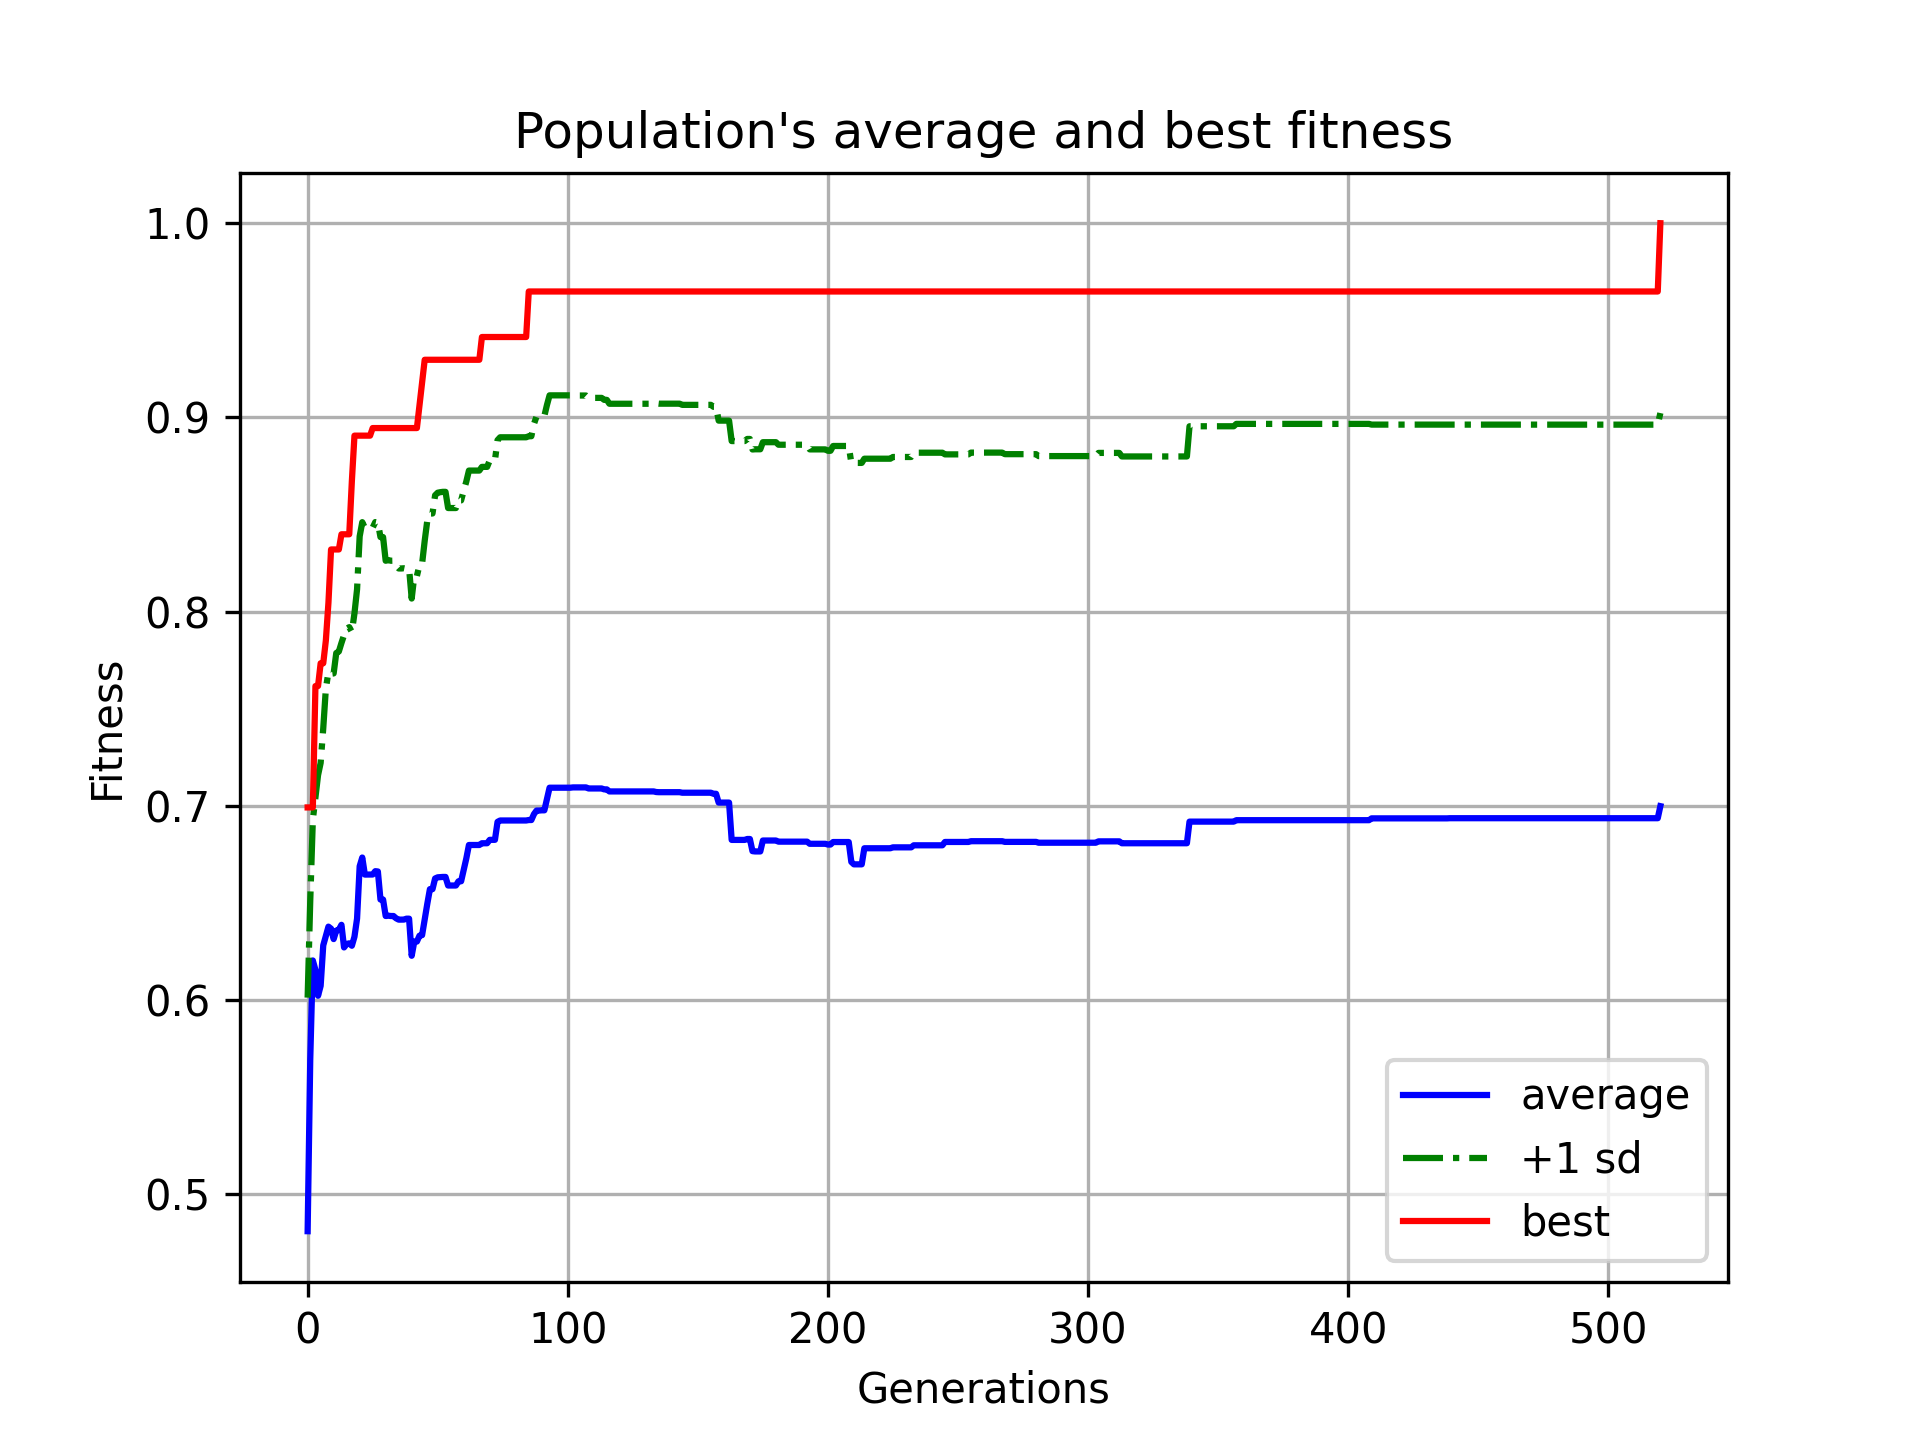 Population's average and best fitness
1.0
0.9
0.8
0.7
0.6
0.5
Fitness
average
+1 sd
best
0 100 200 300 400 500
Generations